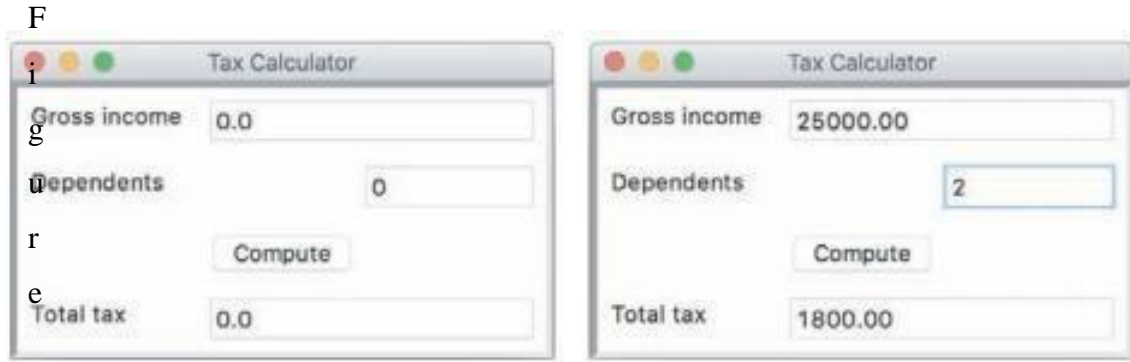 Figure
Tax Calculator
Gross income 0.0
Dependents 0
Compute
Total tax 0.0
Tax Calculator
Gross income 25000.00
Dependents 2
Compute
Total tax 1800.00